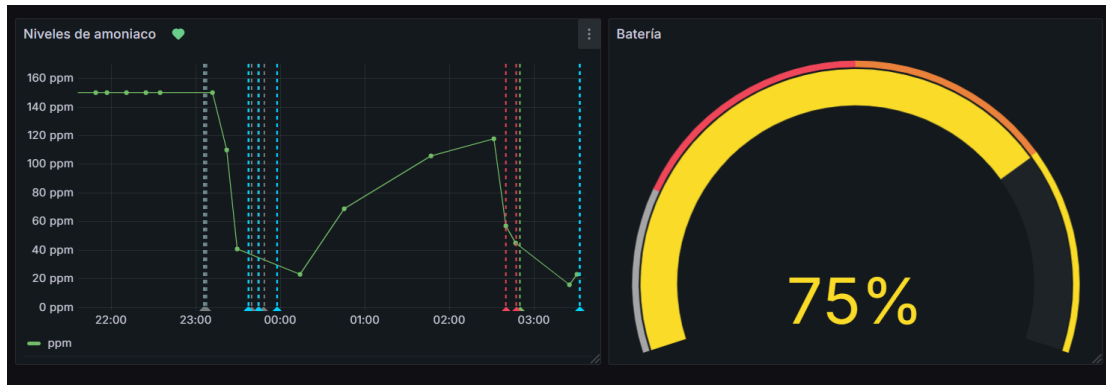 Niveles de amoniaco
160 ppm
140 ppm
120 ppm
100 ppm
80 ppm
60 ppm
40 ppm
20 ppm
0 ppm
22:00 23:00 00:00 01:00 02:00 03:00
ppm
Batería
75%